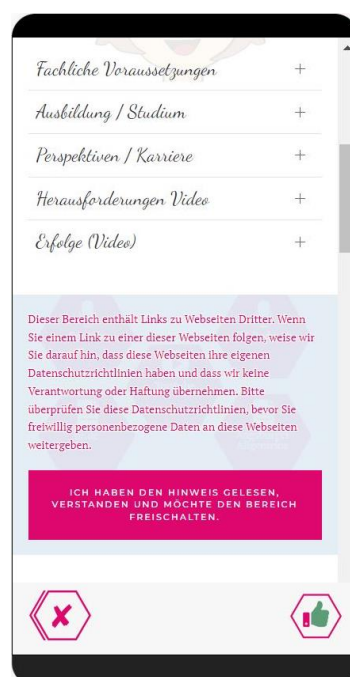 Fachliche Voraussetzungen +
Ausbildung / Studium +
Perspektiven / Karriere +
Herausforderungen Video +
Erfolge (Video) +
Dieser Bereich enthält Links zu Webseiten Dritter. Wenn
Sie einem Link zu einer dieser Webseiten folgen, weise wir
Sie darauf hin, dass diese Webseiten ihre eigenen
Datenschutzrichtlinien haben und dass wir keine
Verantwortung oder Haftung übernehmen. Bitte
überprüfen Sie diese Datenschutzrichtlinien, bevor Sie
freiwillig personenbezogene Daten an diese Webseiten
weitergeben.
ICH HABEN DEN HINWEIS GELESEN,
VERSTANDEN UND MÖCHTE DEN BEREICH
FREISCHALTEN.